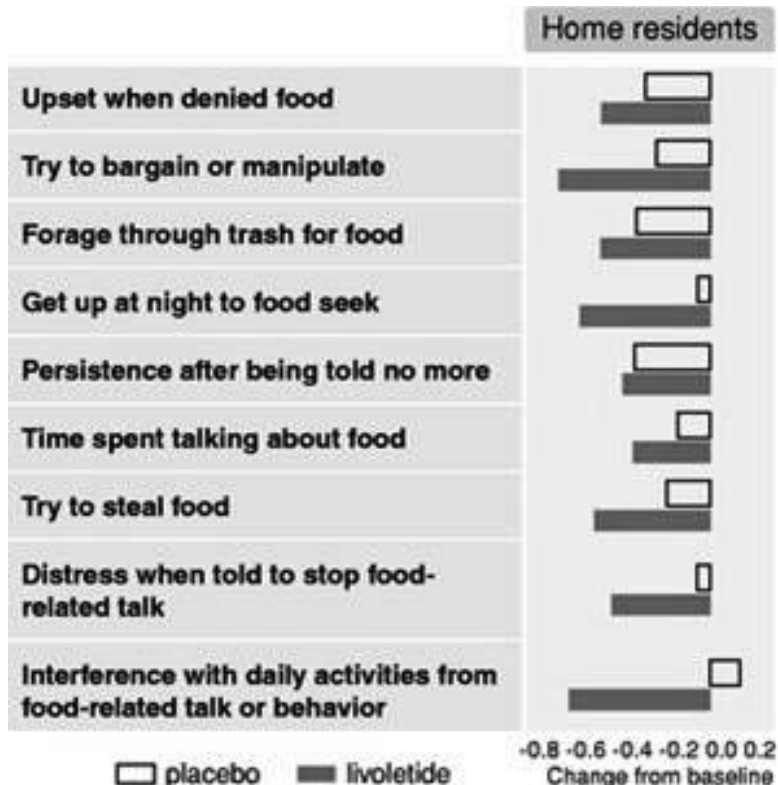 Home residents
Upset when denied food
Try to bargain or manipulate
Forage through trash for food
Get up at night to food seek
Persistence after being told no more
Time spent talking about food
Try to steal food
Distress when told to stop food-
related talk
Interference with daily activities from
food-related talk or behavior
-0.8 -0.6 -0.4 -0.2 0.0 0.2
placebo livoletide Change from baseline